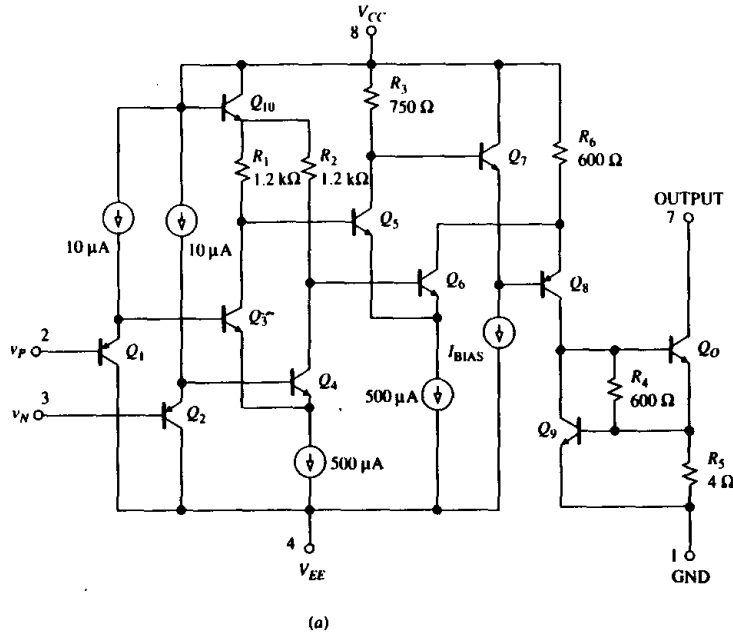 V_CC
8
Q_10
R_3
750 Ω
R_1
1.2 kΩ
R_2
1.2 kΩ
Q_7
R_6
600 Ω
OUTPUT
7
10 μA
10 μA
Q_5
Q_6
Q_8
2
v_P
Q_1
Q_3
I_BIAS
Q_O
3
v_N
Q_2
Q_4
500 μA
R_4
600 Ω
Q_9
500 μA
R_5
4 Ω
4
V_EE
1
GND
(a)